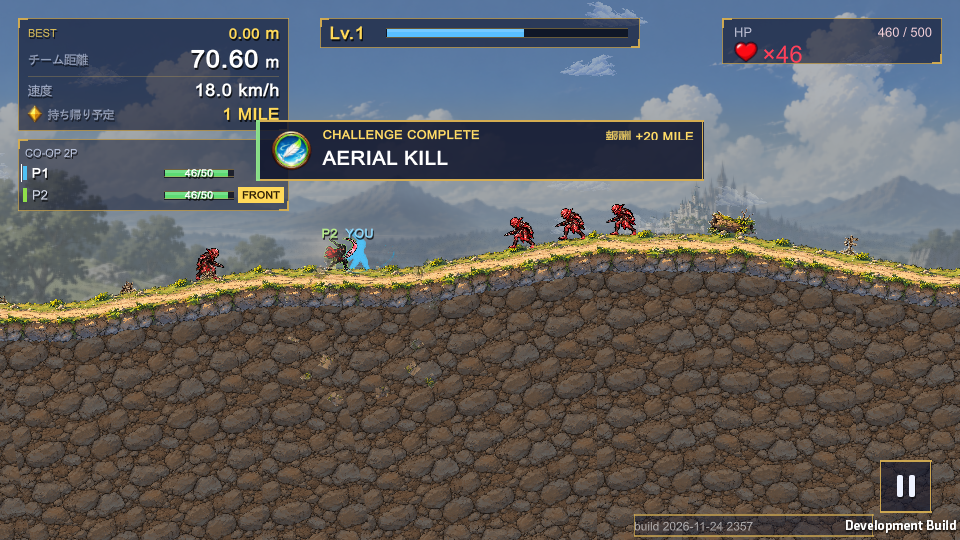 BEST 0.00 m
チーム距離 70.60 m
速度 18.0 km/h
持ち帰り予定 1 MILE
CO-OP 2P
P1 46/50
P2 46/50 FRONT
Lv.1
HP 460 / 500
×46
CHALLENGE COMPLETE 報酬 +20 MILE
AERIAL KILL
P2 YOU
build 2026-11-24 2357
Development Build